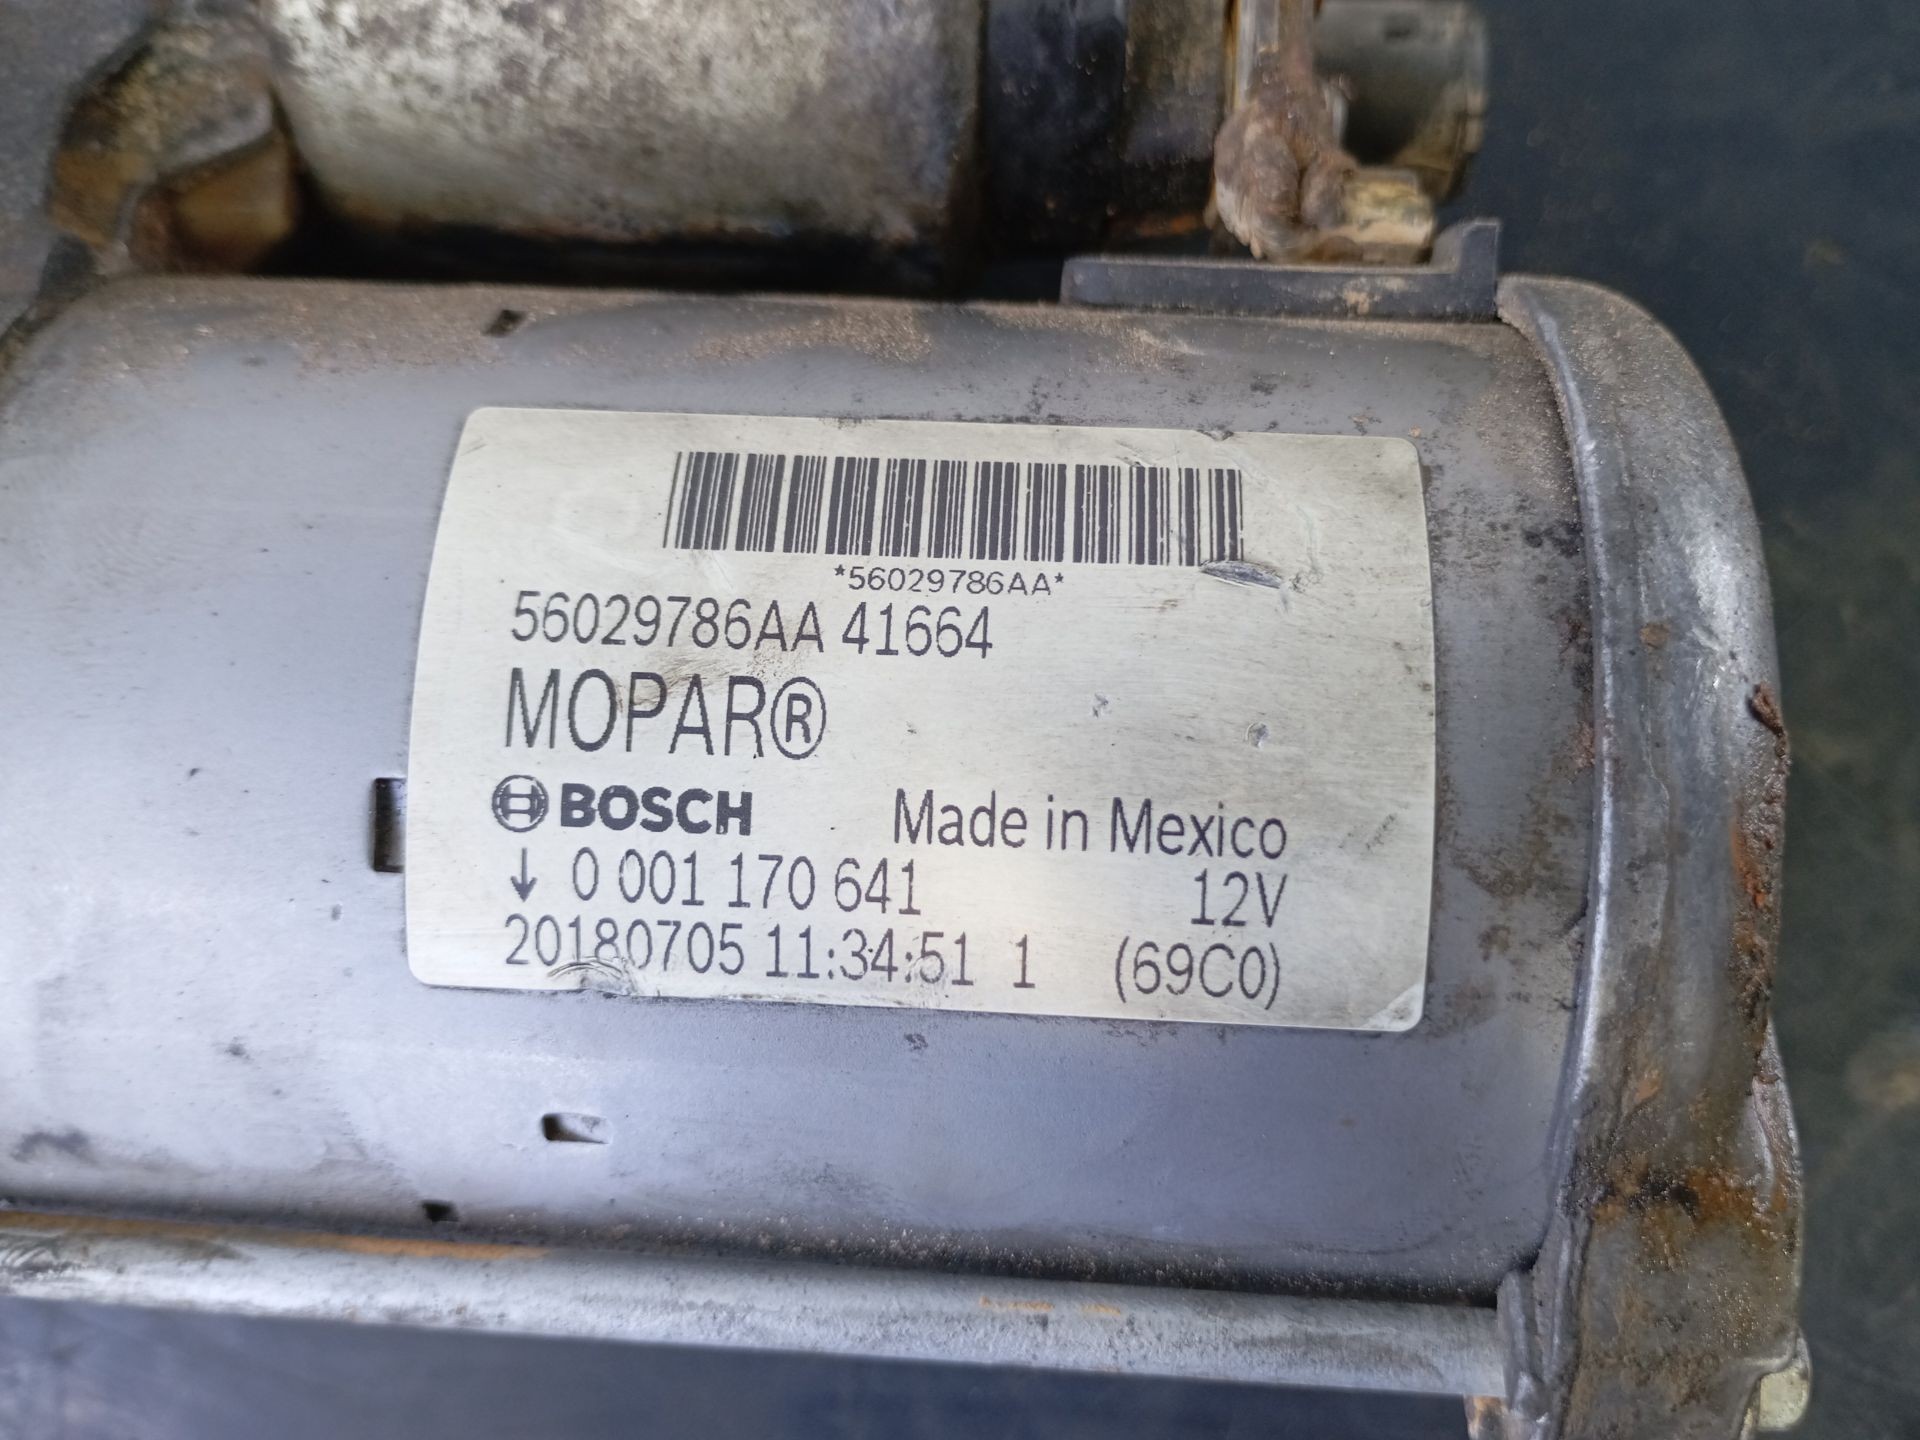 *56029786AA*
56029786AA 41664
MOPAR®
BOSCH Made in Mexico
↓ 0 001 170 641 12V
20180705 11:34:51 1 (69C0)